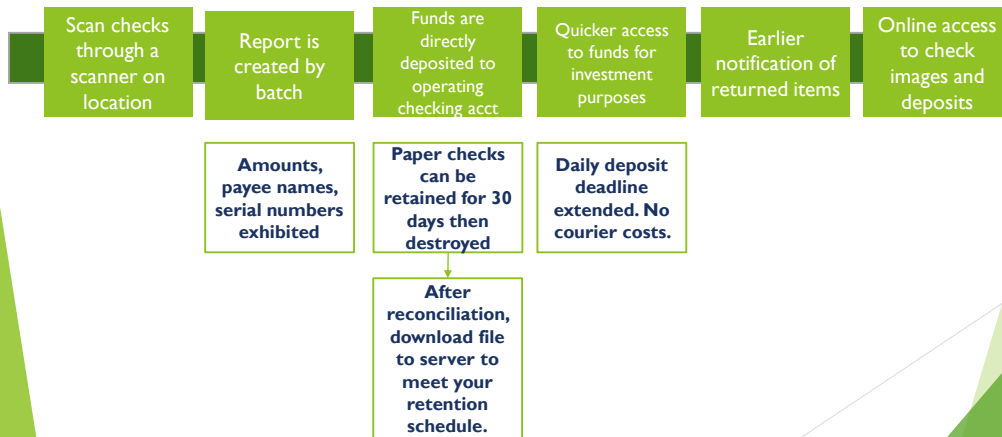 Scan checks
through a
scanner on
location
Report is
created by
batch
Funds are
directly
deposited to
operating
checking acct
Quicker access
to funds for
investment
purposes
Earlier
notification of
returned items
Online access
to check
images and
deposits
Amounts,
payee names,
serial numbers
exhibited
Paper checks
can be
retained for 30
days then
destroyed
Daily deposit
deadline
extended. No
courier costs.
After
reconciliation,
download file
to server to
meet your
retention
schedule.